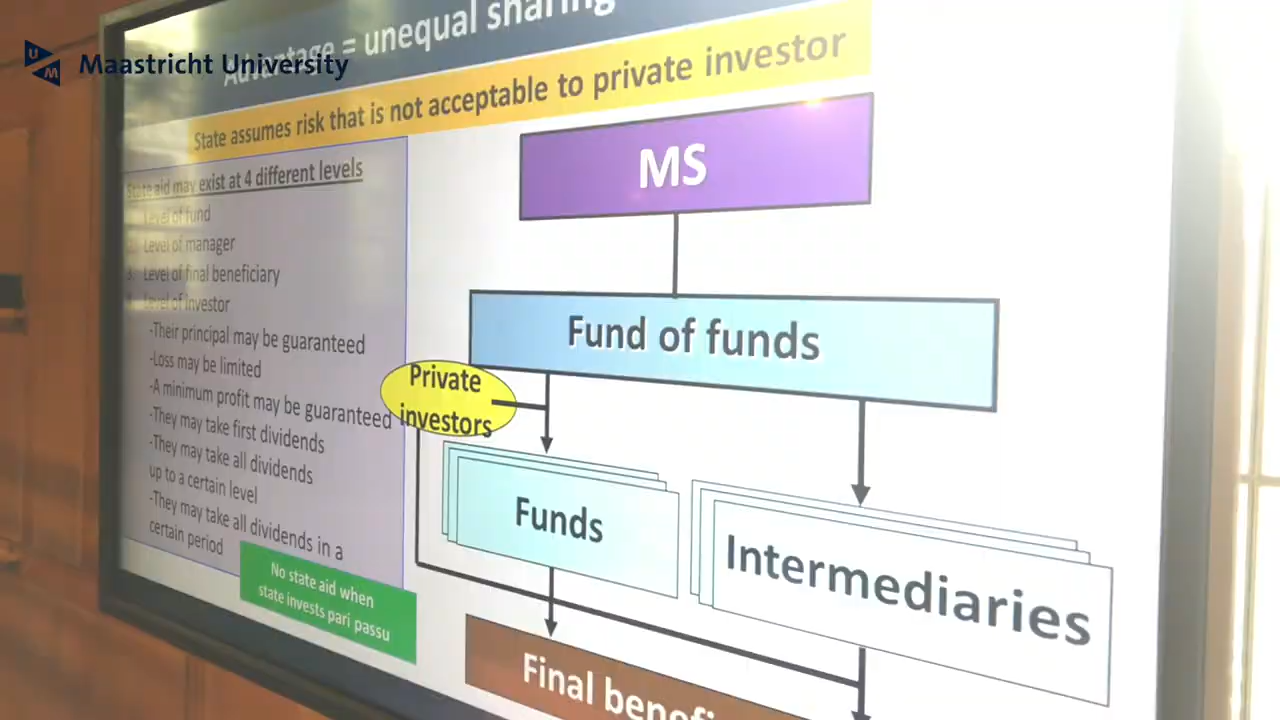 U
M
Maastricht University
Advantage = unequal sharing
State assumes risk that is not acceptable to private investor
State aid may exist at 4 different levels
Level of fund
Level of manager
Level of final beneficiary
Level of investor
-Their principal may be guaranteed
-Loss may be limited
-A minimum profit may be guaranteed
-They may take first dividends
-They may take all dividends
up to a certain level
-They may take all dividends in a
certain period
No state aid when
state invests pari passu
MS
Fund of funds
Private
investors
Funds
Intermediaries
Final benefi